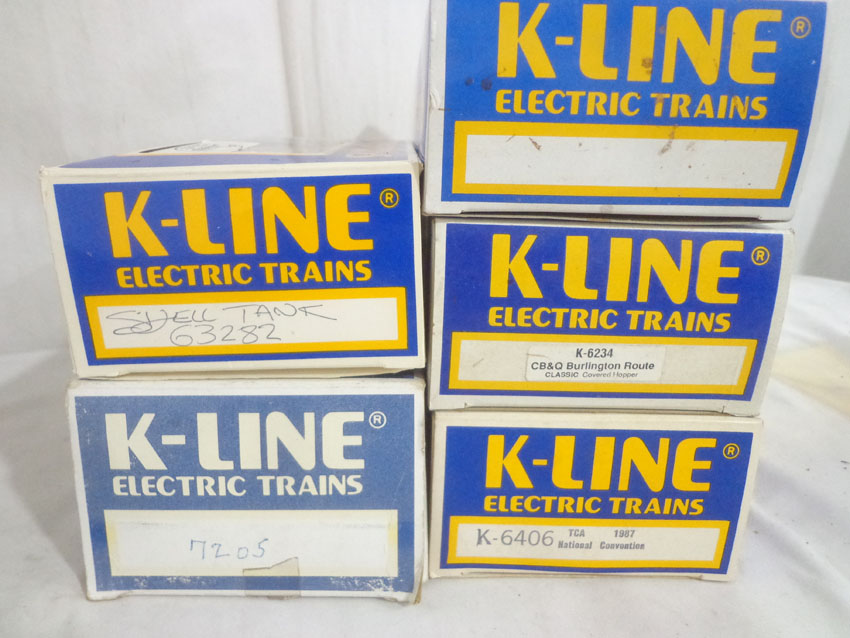 K-LINE®
ELECTRIC TRAINS
K-LINE®
ELECTRIC TRAINS
SHELL TANK
63282
K-LINE®
ELECTRIC TRAINS
K-6234
CB&Q Burlington Route
CLASSIC Covered Hopper
K-LINE®
ELECTRIC TRAINS
7205
K-LINE®
ELECTRIC TRAINS
K-6406 TCA 1987
National Convention